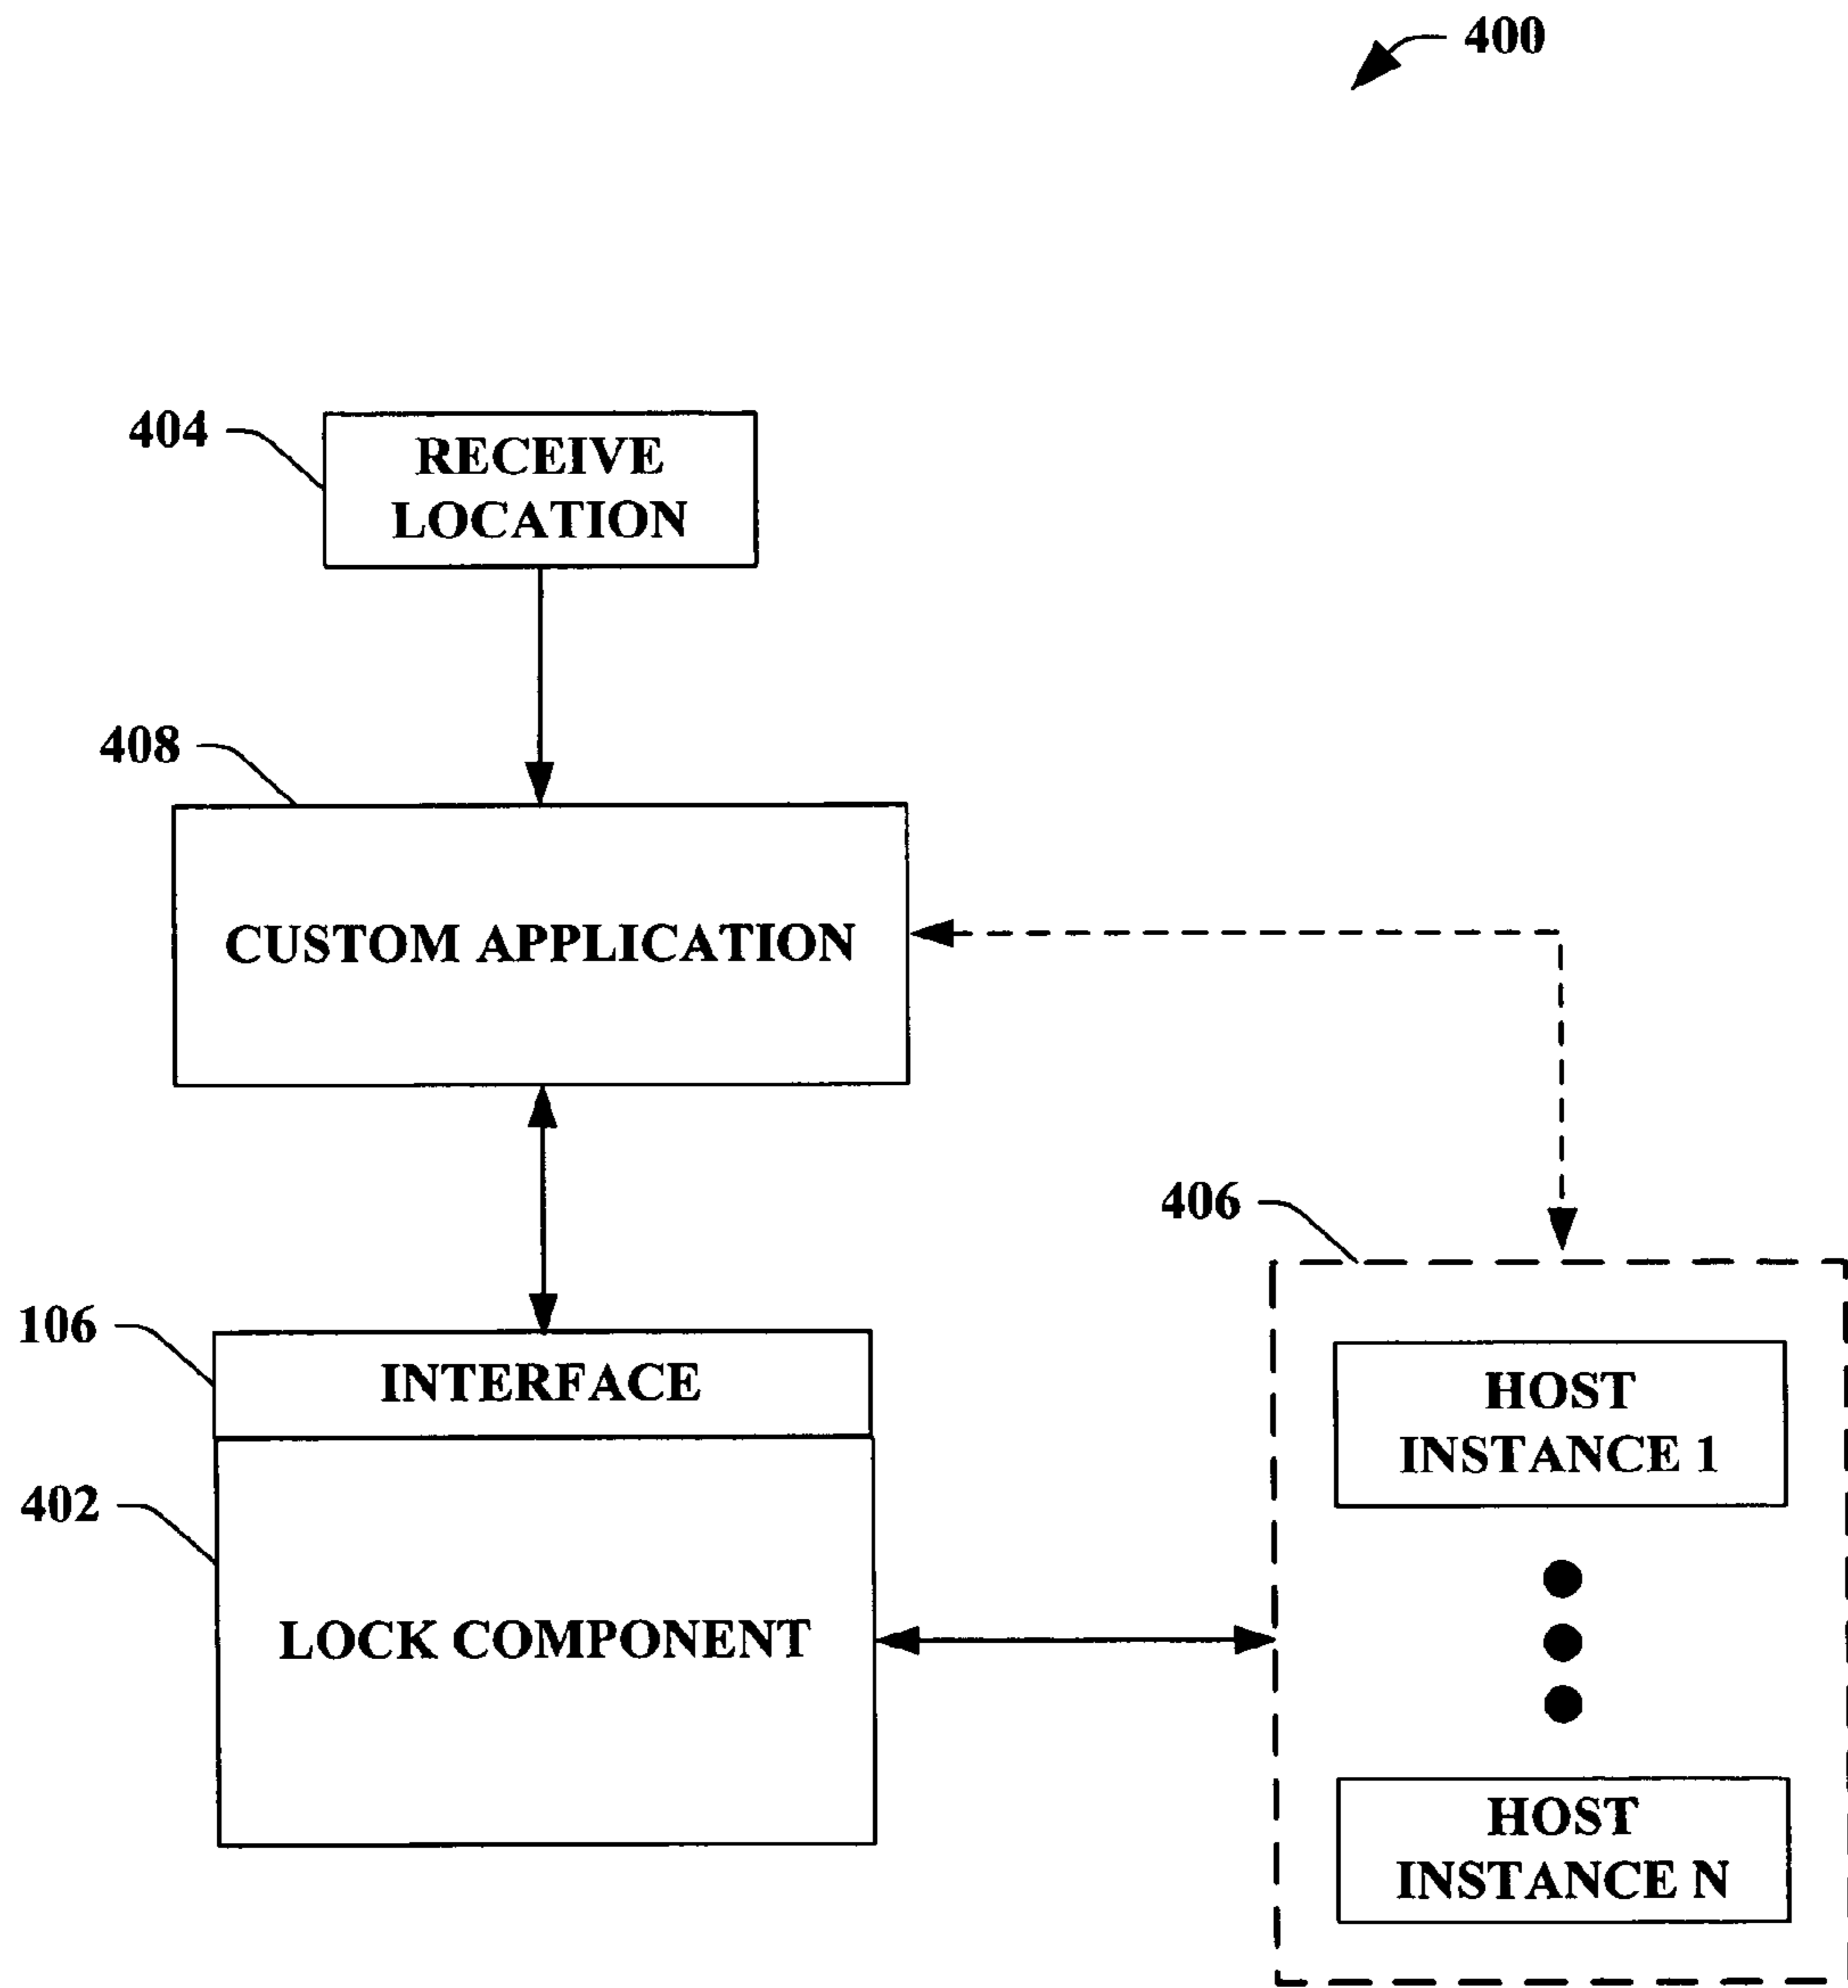 400
404
RECEIVE
LOCATION
408
CUSTOM APPLICATION
406
106
INTERFACE
HOST
INSTANCE 1
402
LOCK COMPONENT
HOST
INSTANCE N